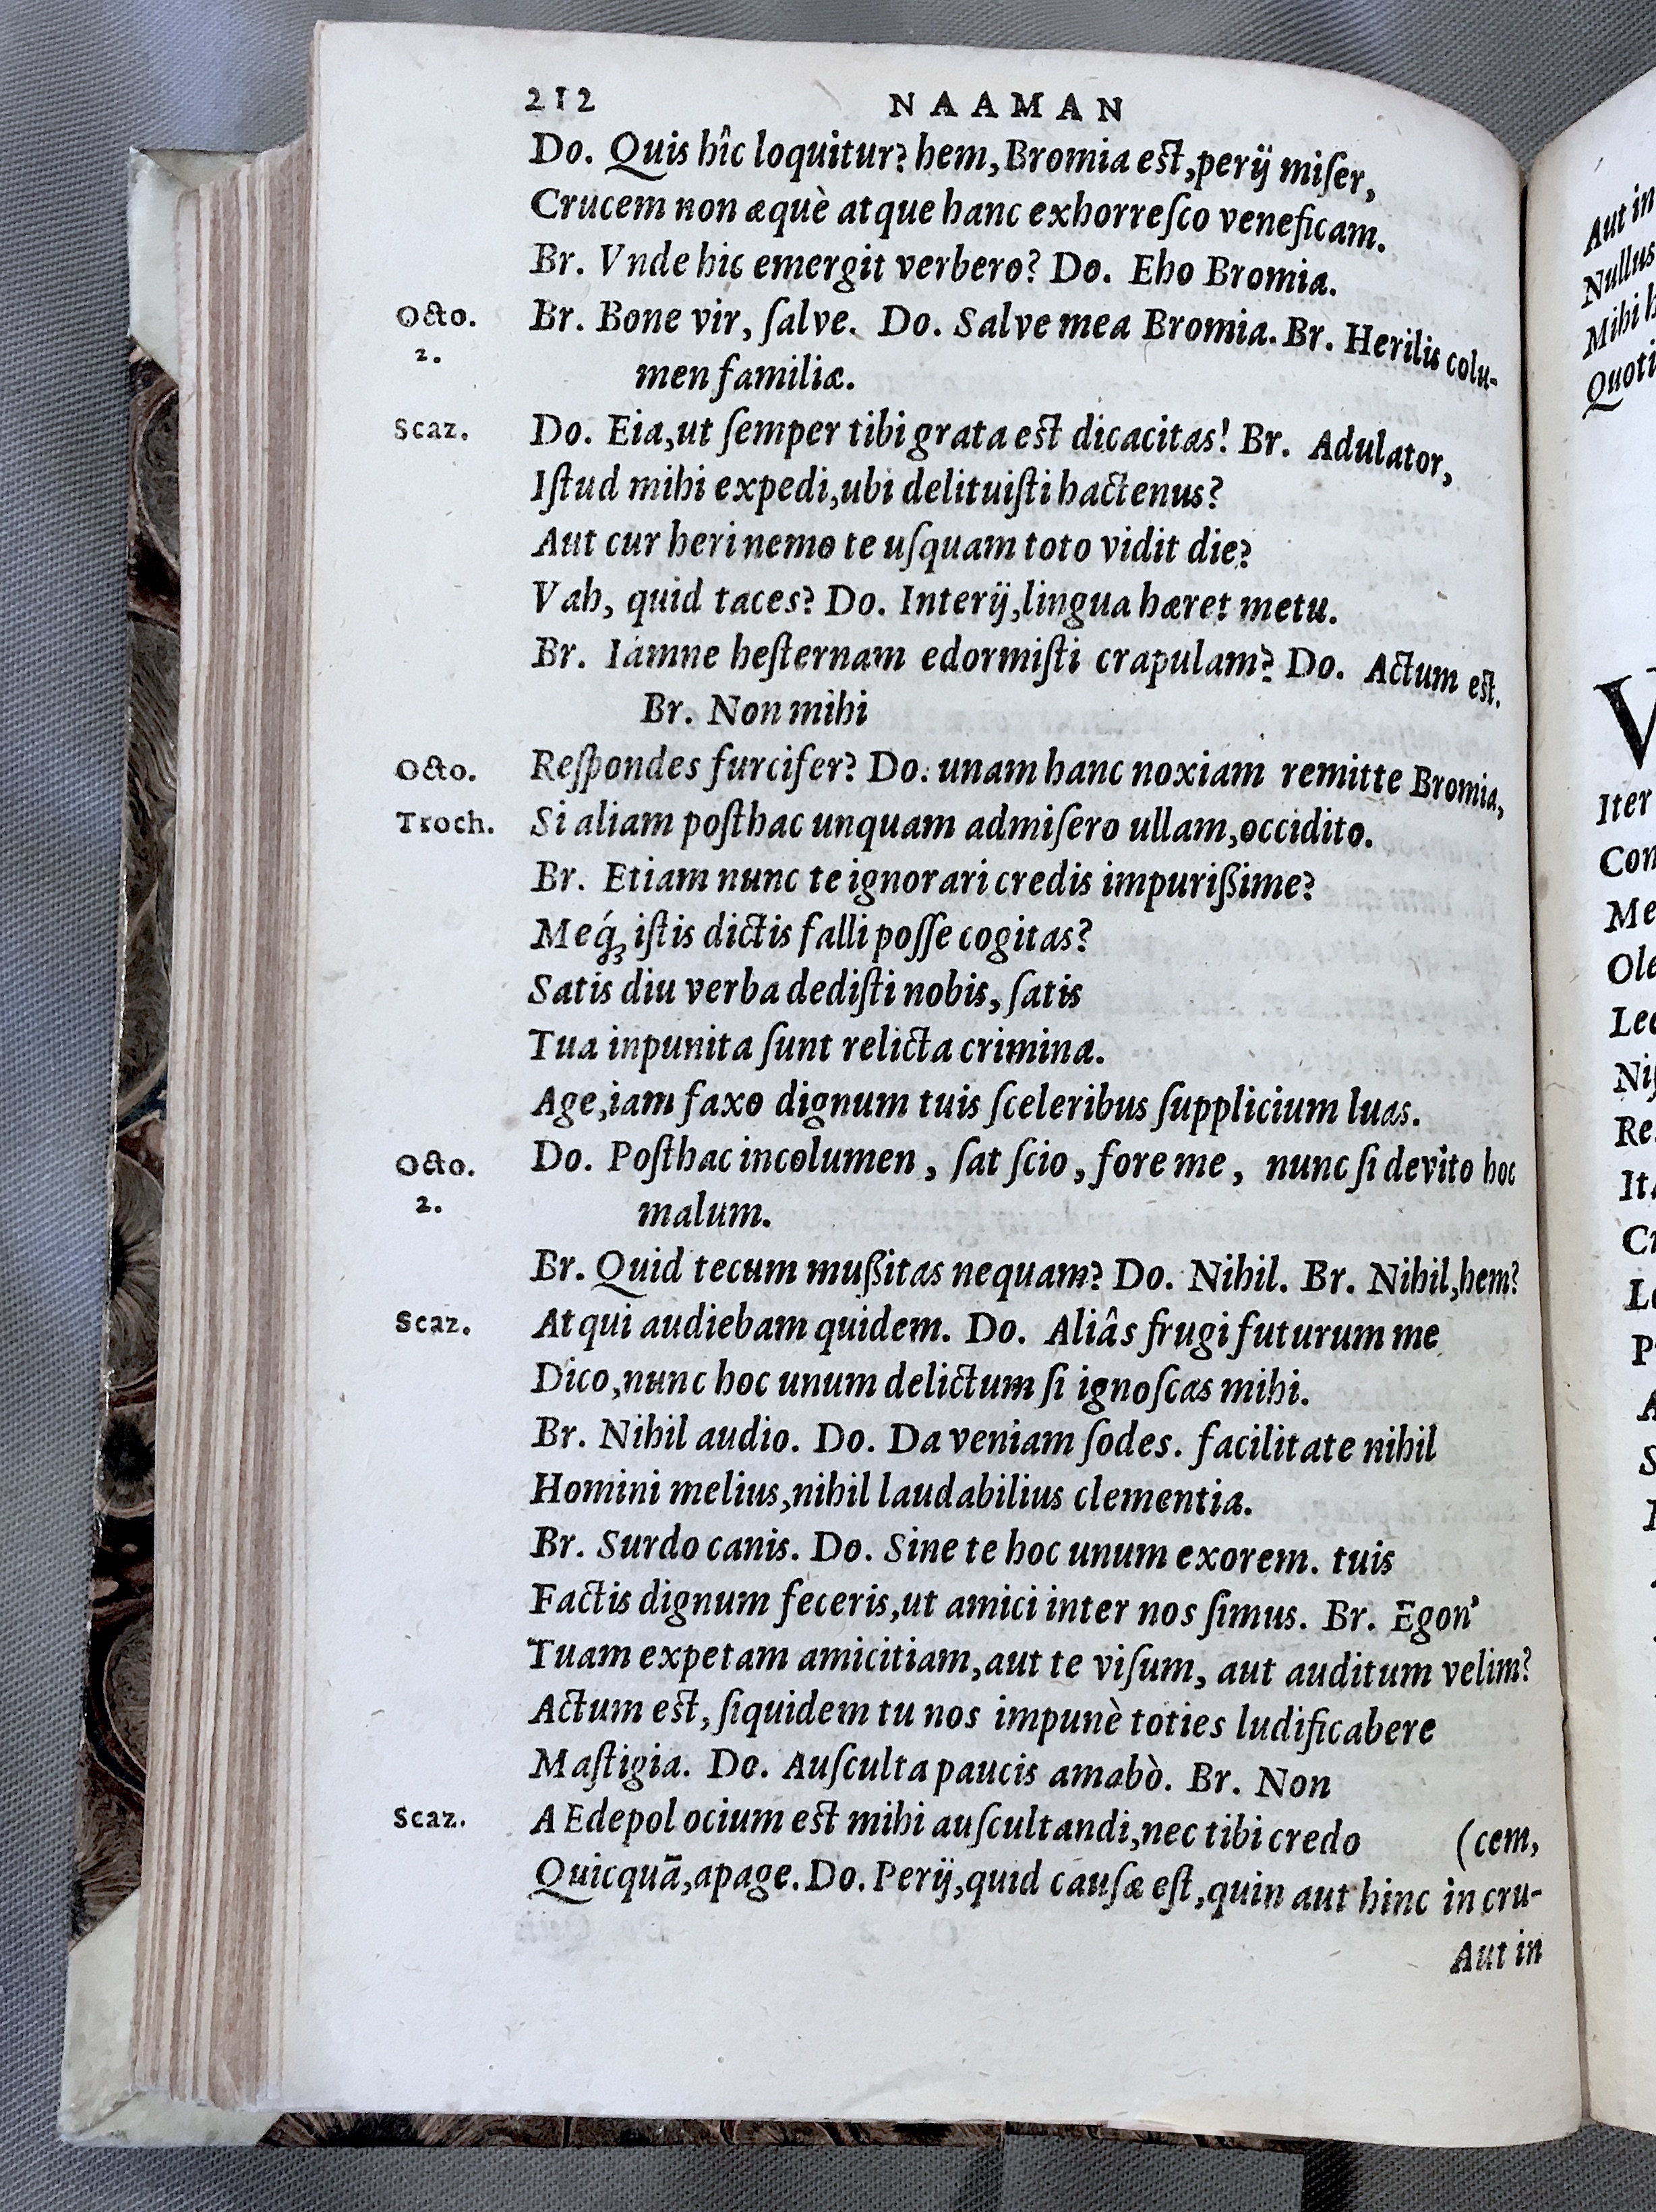 212 NAAMAN
Do. Quis hîc loquitur? hem, Bromia est, perij miſer,
Crucem non æquè atque hanc exhorreſco veneficam.
Br. Vnde hic emergit verbero? Do. Eho Bromia.
Octo. Br. Bone vir, ſalve. Do. Salve mea Bromia. Br. Herilis colu-
2. men familiæ.
Scaz. Do. Eia, ut ſemper tibi grata est dicacitas! Br. Adulator,
Iſtud mihi expedi, ubi delituiſti hactenus?
Aut cur heri nemo te uſquam toto vidit die?
Vah, quid taces? Do. Interij, lingua hæret metu.
Br. Iámne heſternam edormiſti crapulam? Do. Actum est.
Br. Non mihi
Octo. Reſpondes furcifer? Do. unam hanc noxiam remitte Bromia,
Troch. Si aliam poſthac unquam admiſero ullam, occidito.
Br. Etiam nunc te ignorari credis impurißime?
Meq́ꝫ iſtis dictis falli poſſe cogitas?
Satis diu verba dediſti nobis, ſatis
Tua inpunita ſunt relicta crimina.
Age, iam faxo dignum tuis ſceleribus ſupplicium luas.
Octo. Do. Poſthac incolumen, ſat ſcio, fore me, nunc ſi devito hoc
2. malum.
Br. Quid tecum mußitas nequam? Do. Nihil. Br. Nihil, hem?
Scaz. Atqui audiebam quidem. Do. Aliâs frugi futurum me
Dico, nunc hoc unum delictum ſi ignoſcas mihi.
Br. Nihil audio. Do. Da veniam ſodes. facilitate nihil
Homini melius, nihil laudabilius clementia.
Br. Surdo canis. Do. Sine te hoc unum exorem. tuis
Factis dignum feceris, ut amici inter nos ſimus. Br. Egon'
Tuam expetam amicitiam, aut te viſum, aut auditum velim?
Actum est, ſiquidem tu nos impunè toties ludificabere
Maſtigia. Do. Auſculta paucis amabò. Br. Non
Scaz. AEdepol ocium est mihi auſcultandi, nec tibi credo (cem,
Quicquā, apage. Do. Perij, quid cauſæ eſt, quin aut hinc in cru-
Aut in
Aut in
Nullus
Mihi h
Quoti
V
Iter
Con
Me
Ole
Lee
Re
Cr